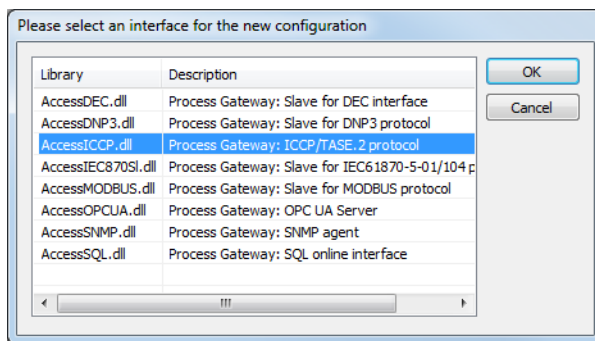 Please select an interface for the new configuration
Library Description
AccessDEC.dll Process Gateway: Slave for DEC interface
AccessDNP3.dll Process Gateway: Slave for DNP3 protocol
AccessICCP.dll Process Gateway: ICCP/TASE.2 protocol
AccessIEC870Sl.dll Process Gateway: Slave for IEC61870-5-01/104 p
AccessMODBUS.dll Process Gateway: Slave for MODBUS protocol
AccessOPCUA.dll Process Gateway: OPC UA Server
AccessSNMP.dll Process Gateway: SNMP agent
AccessSQL.dll Process Gateway: SQL online interface
OK
Cancel